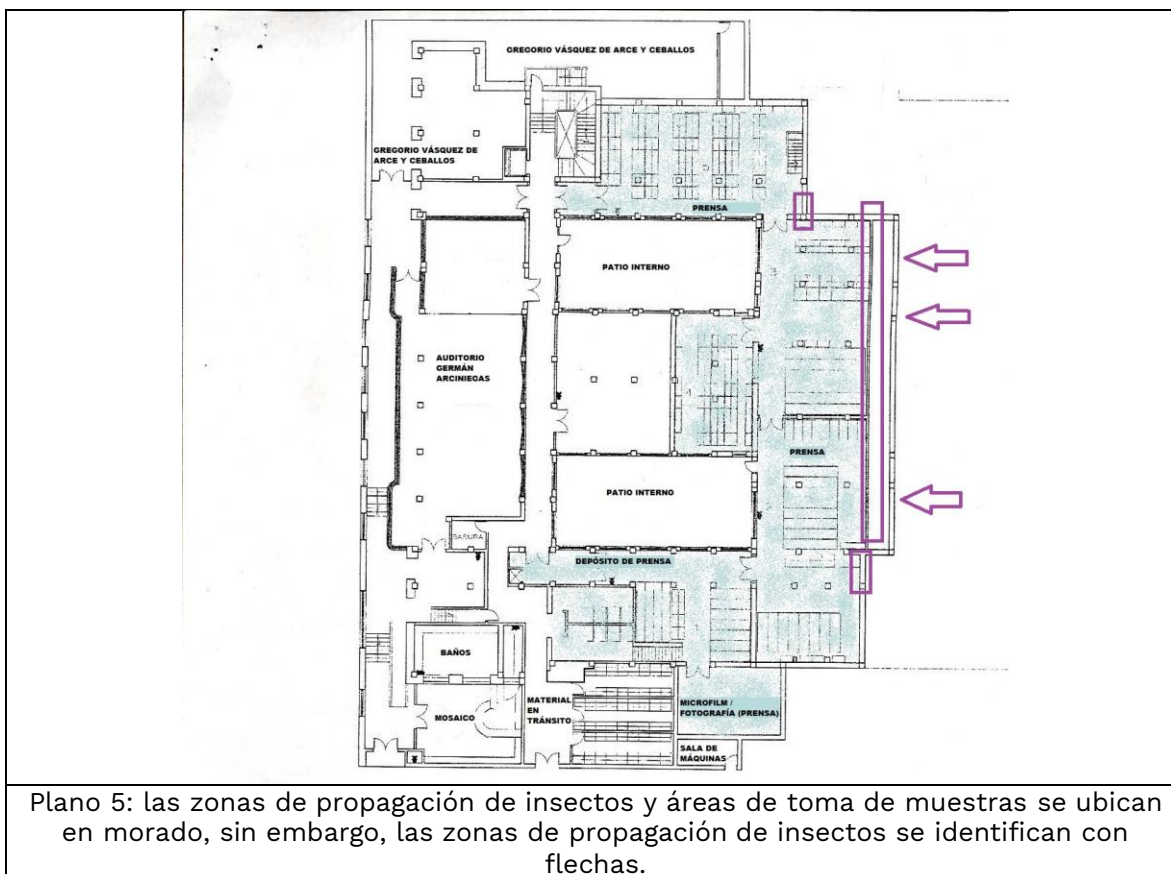 GREGORIO VÁSQUEZ DE ARCE Y CEBALLOS
GREGORIO VÁSQUEZ DE
ARCE Y CEBALLOS
PRENSA
PATIO INTERNO
AUDITORIO
GERMÁN
ARCINIEGAS
PRENSA
PATIO INTERNO
BASURA
DEPÓSITO DE PRENSA
BAÑOS
MOSAICO
MATERIAL
EN
TRÁNSITO
MICROFILM /
FOTOGRAFÍA (PRENSA)
SALA DE
MÁQUINAS
Plano 5: las zonas de propagación de insectos y áreas de toma de muestras se ubican
en morado, sin embargo, las zonas de propagación de insectos se identifican con
flechas.